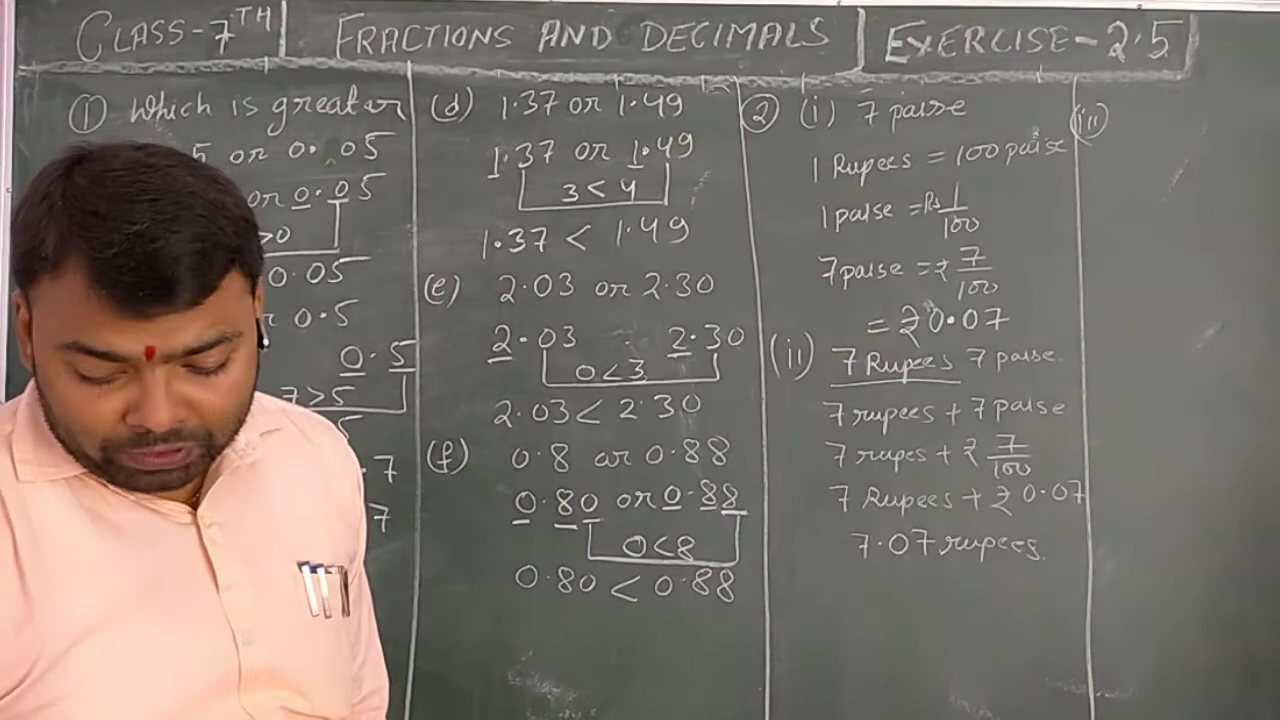 CLASS-7TH
FRACTIONS AND DECIMALS
EXERCISE-2.5
① Which is greater
5 or 0.05
or 0.05
>0
0.05
0.5
0.5
7>5
5
.7
7
(d) 1.37 or 1.49
1.37 or 1.49
3<4
1.37 < 1.49
(e) 2.03 or 2.30
2.03 2.30
0<3
2.03 < 2.30
(f) 0.8 or 0.88
0.80 or 0.88
0<8
0.80 < 0.88
② (i) 7 paise
1 Rupees = 100 paise
1 paise = Rs 1/100
7 paise = ₹ 7/100
= ₹ 0.07
(ii) 7 Rupees 7 paise.
7 rupees + 7 paise
7 rupes + ₹ 7/100
7 Rupees + ₹ 0.07
7.07 rupees.
(iii)